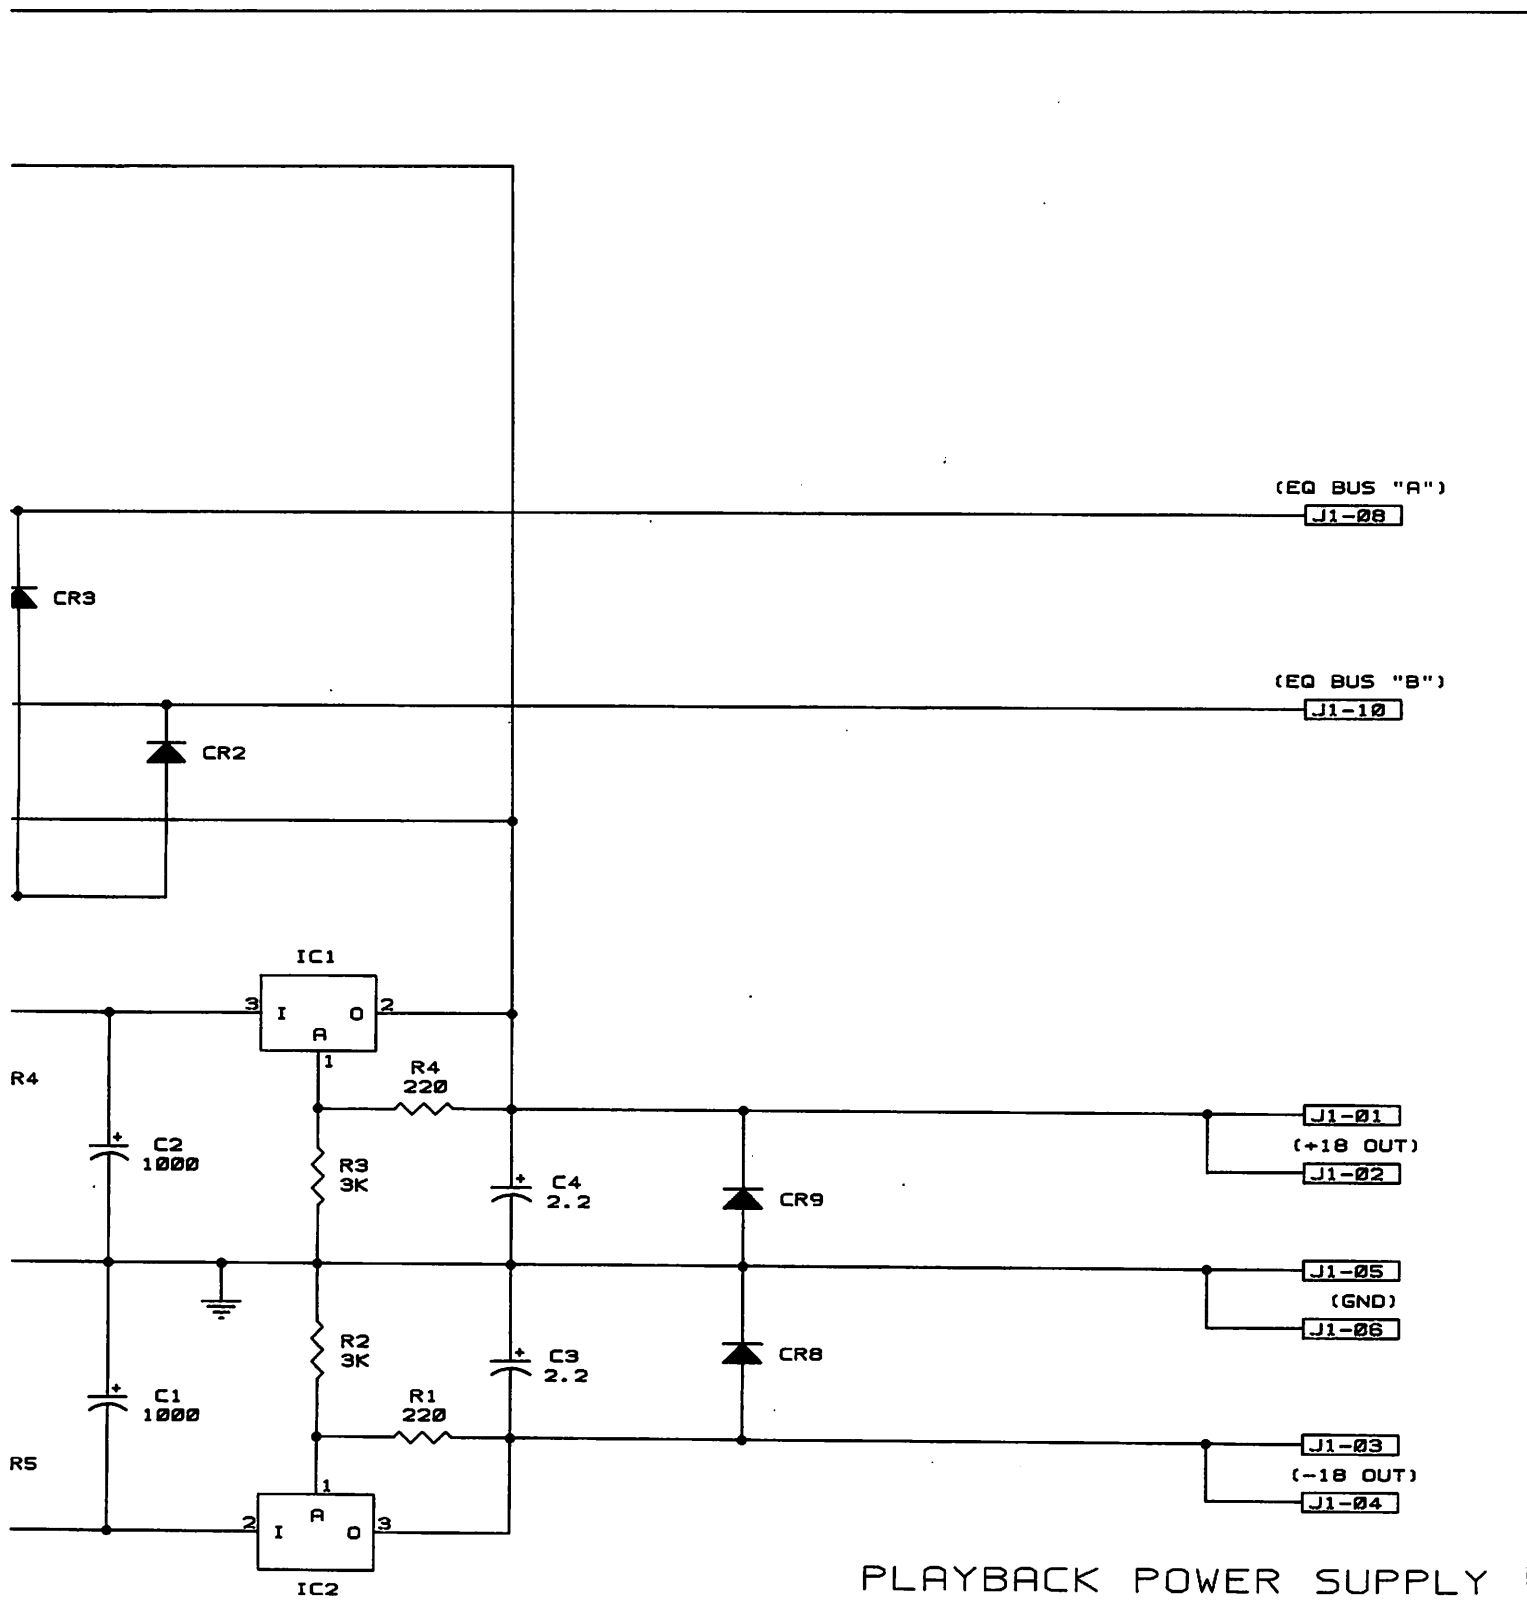 (EQ BUS "A")
J1-08
CR3
(EQ BUS "B")
J1-10
CR2
IC1
3 I O 2
A
1
R4
R4
220
J1-01
(+18 OUT)
J1-02
+ C2
1000
R3
3K
+ C4
2.2
CR9
J1-05
(GND)
J1-06
R2
3K
+ C3
2.2
CR8
+ C1
1000
R1
220
J1-03
(-18 OUT)
J1-04
R5
1
A
2 I O 3
IC2
PLAYBACK POWER SUPPLY